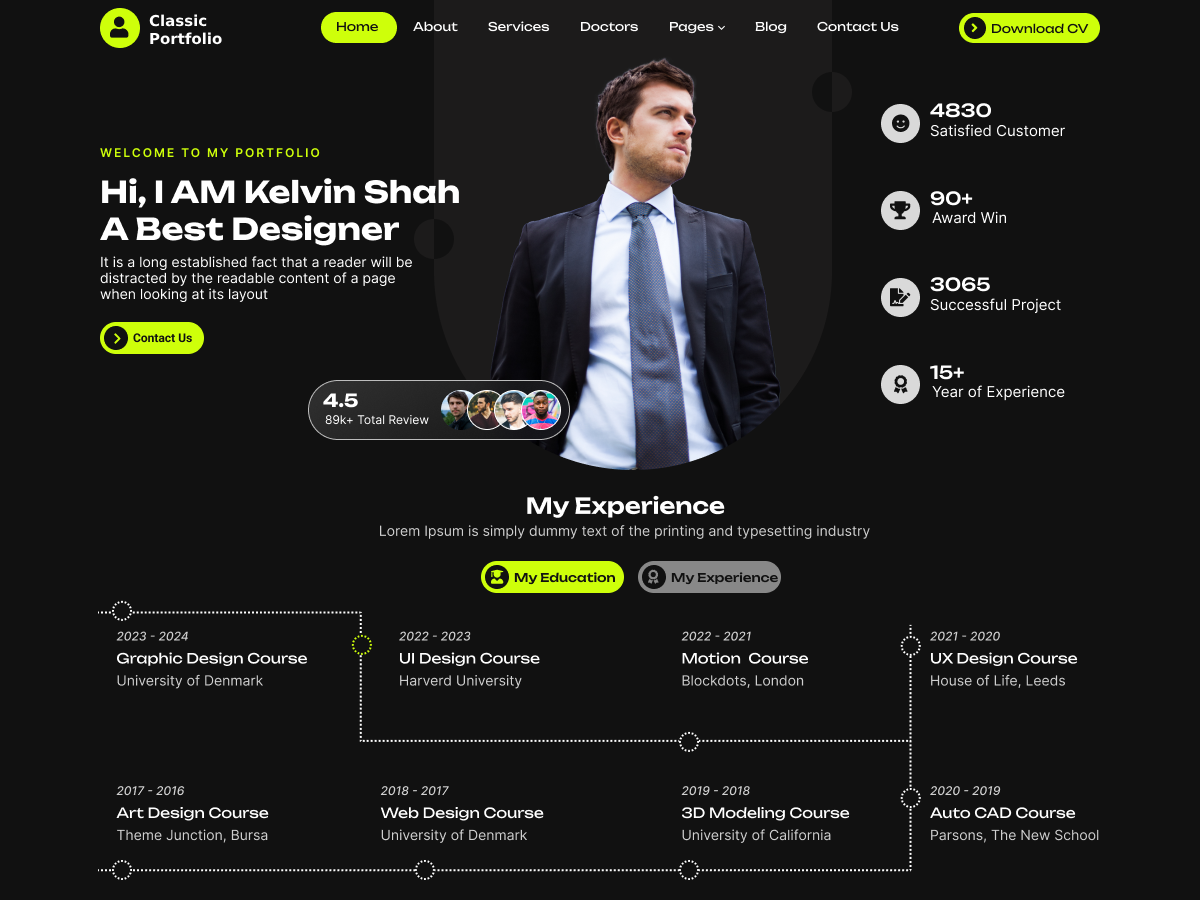 Classic
Portfolio
Home
About
Services
Doctors
Pages
Blog
Contact Us
Download CV
WELCOME TO MY PORTFOLIO
Hi, I AM Kelvin Shah
A Best Designer
It is a long established fact that a reader will be
distracted by the readable content of a page
when looking at its layout
Contact Us
4.5
89k+ Total Review
4830
Satisfied Customer
90+
Award Win
3065
Successful Project
15+
Year of Experience
My Experience
Lorem Ipsum is simply dummy text of the printing and typesetting industry
My Education
My Experience
2023 - 2024
Graphic Design Course
University of Denmark
2022 - 2023
UI Design Course
Harverd University
2022 - 2021
Motion Course
Blockdots, London
2021 - 2020
UX Design Course
House of Life, Leeds
2017 - 2016
Art Design Course
Theme Junction, Bursa
2018 - 2017
Web Design Course
University of Denmark
2019 - 2018
3D Modeling Course
University of California
2020 - 2019
Auto CAD Course
Parsons, The New School